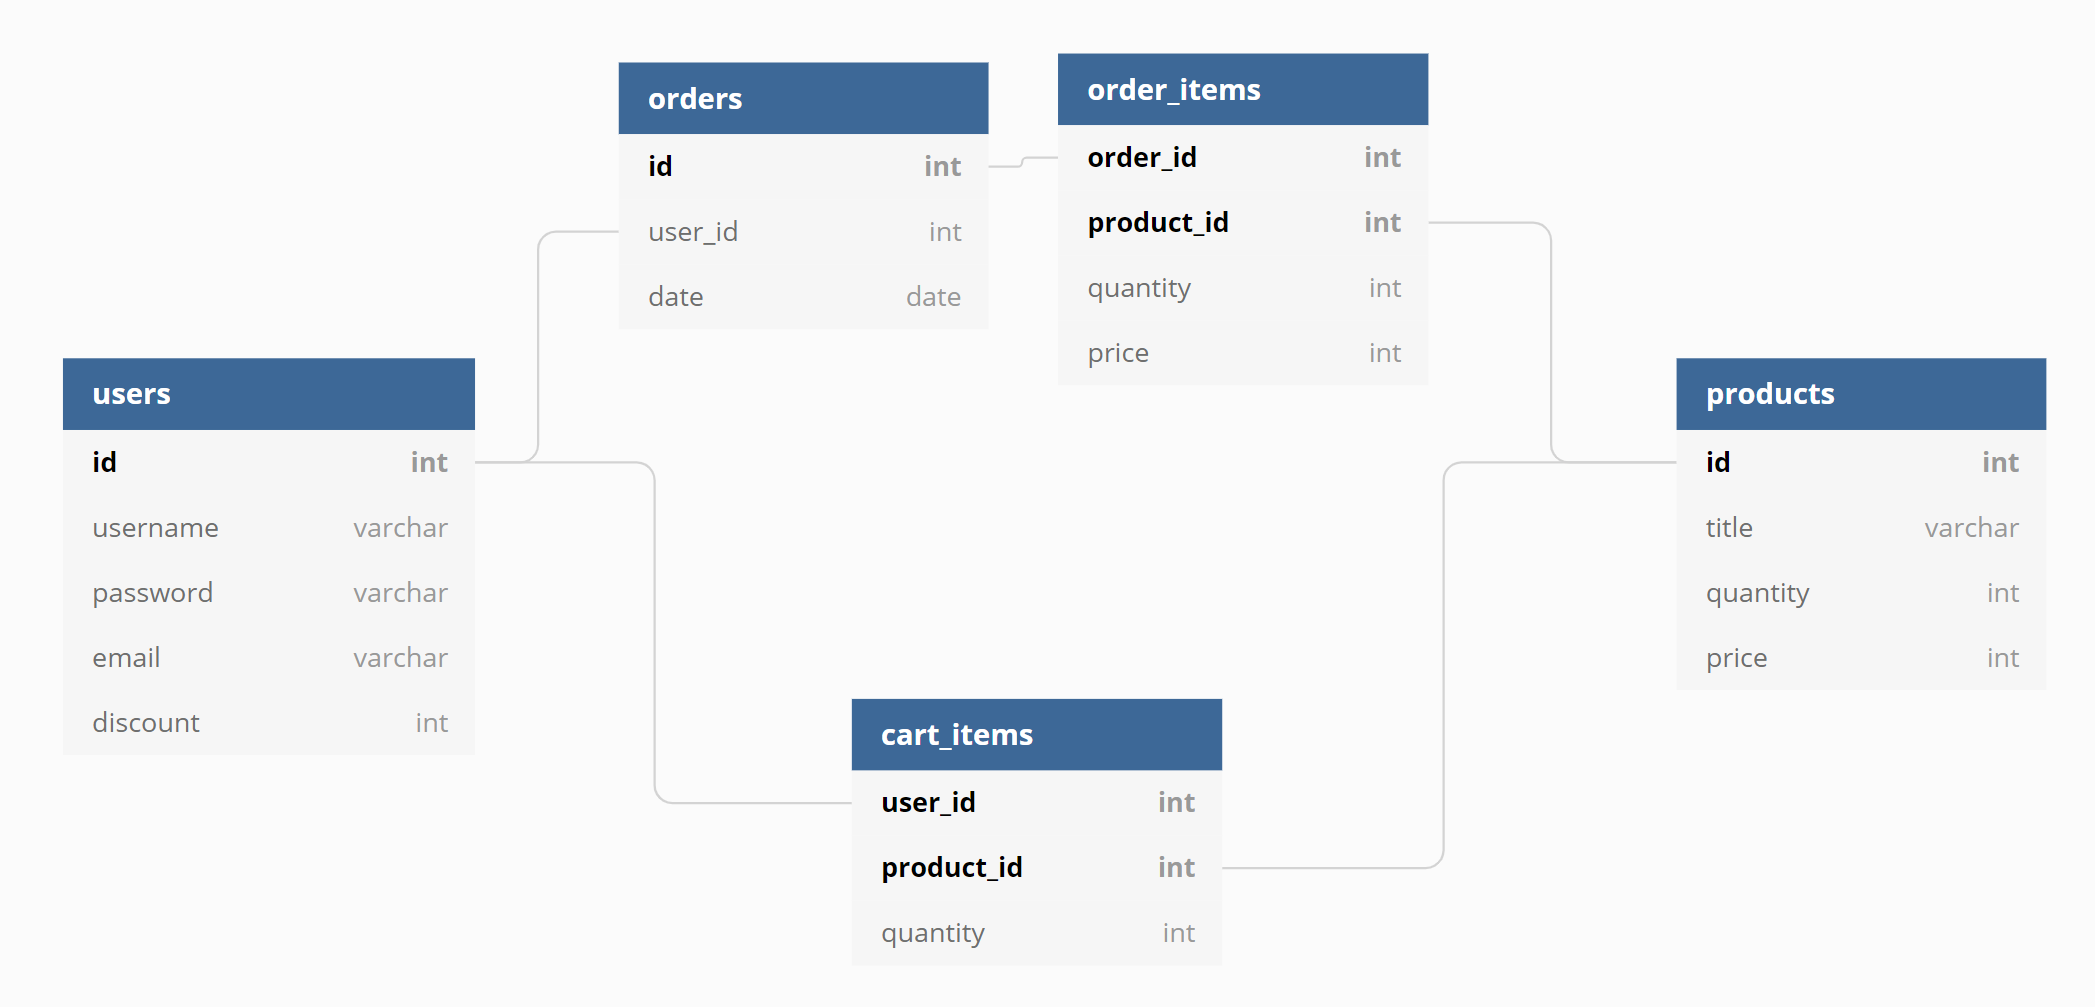 orders
id int
user_id int
date date
order_items
order_id int
product_id int
quantity int
price int
users
id int
username varchar
password varchar
email varchar
discount int
products
id int
title varchar
quantity int
price int
cart_items
user_id int
product_id int
quantity int